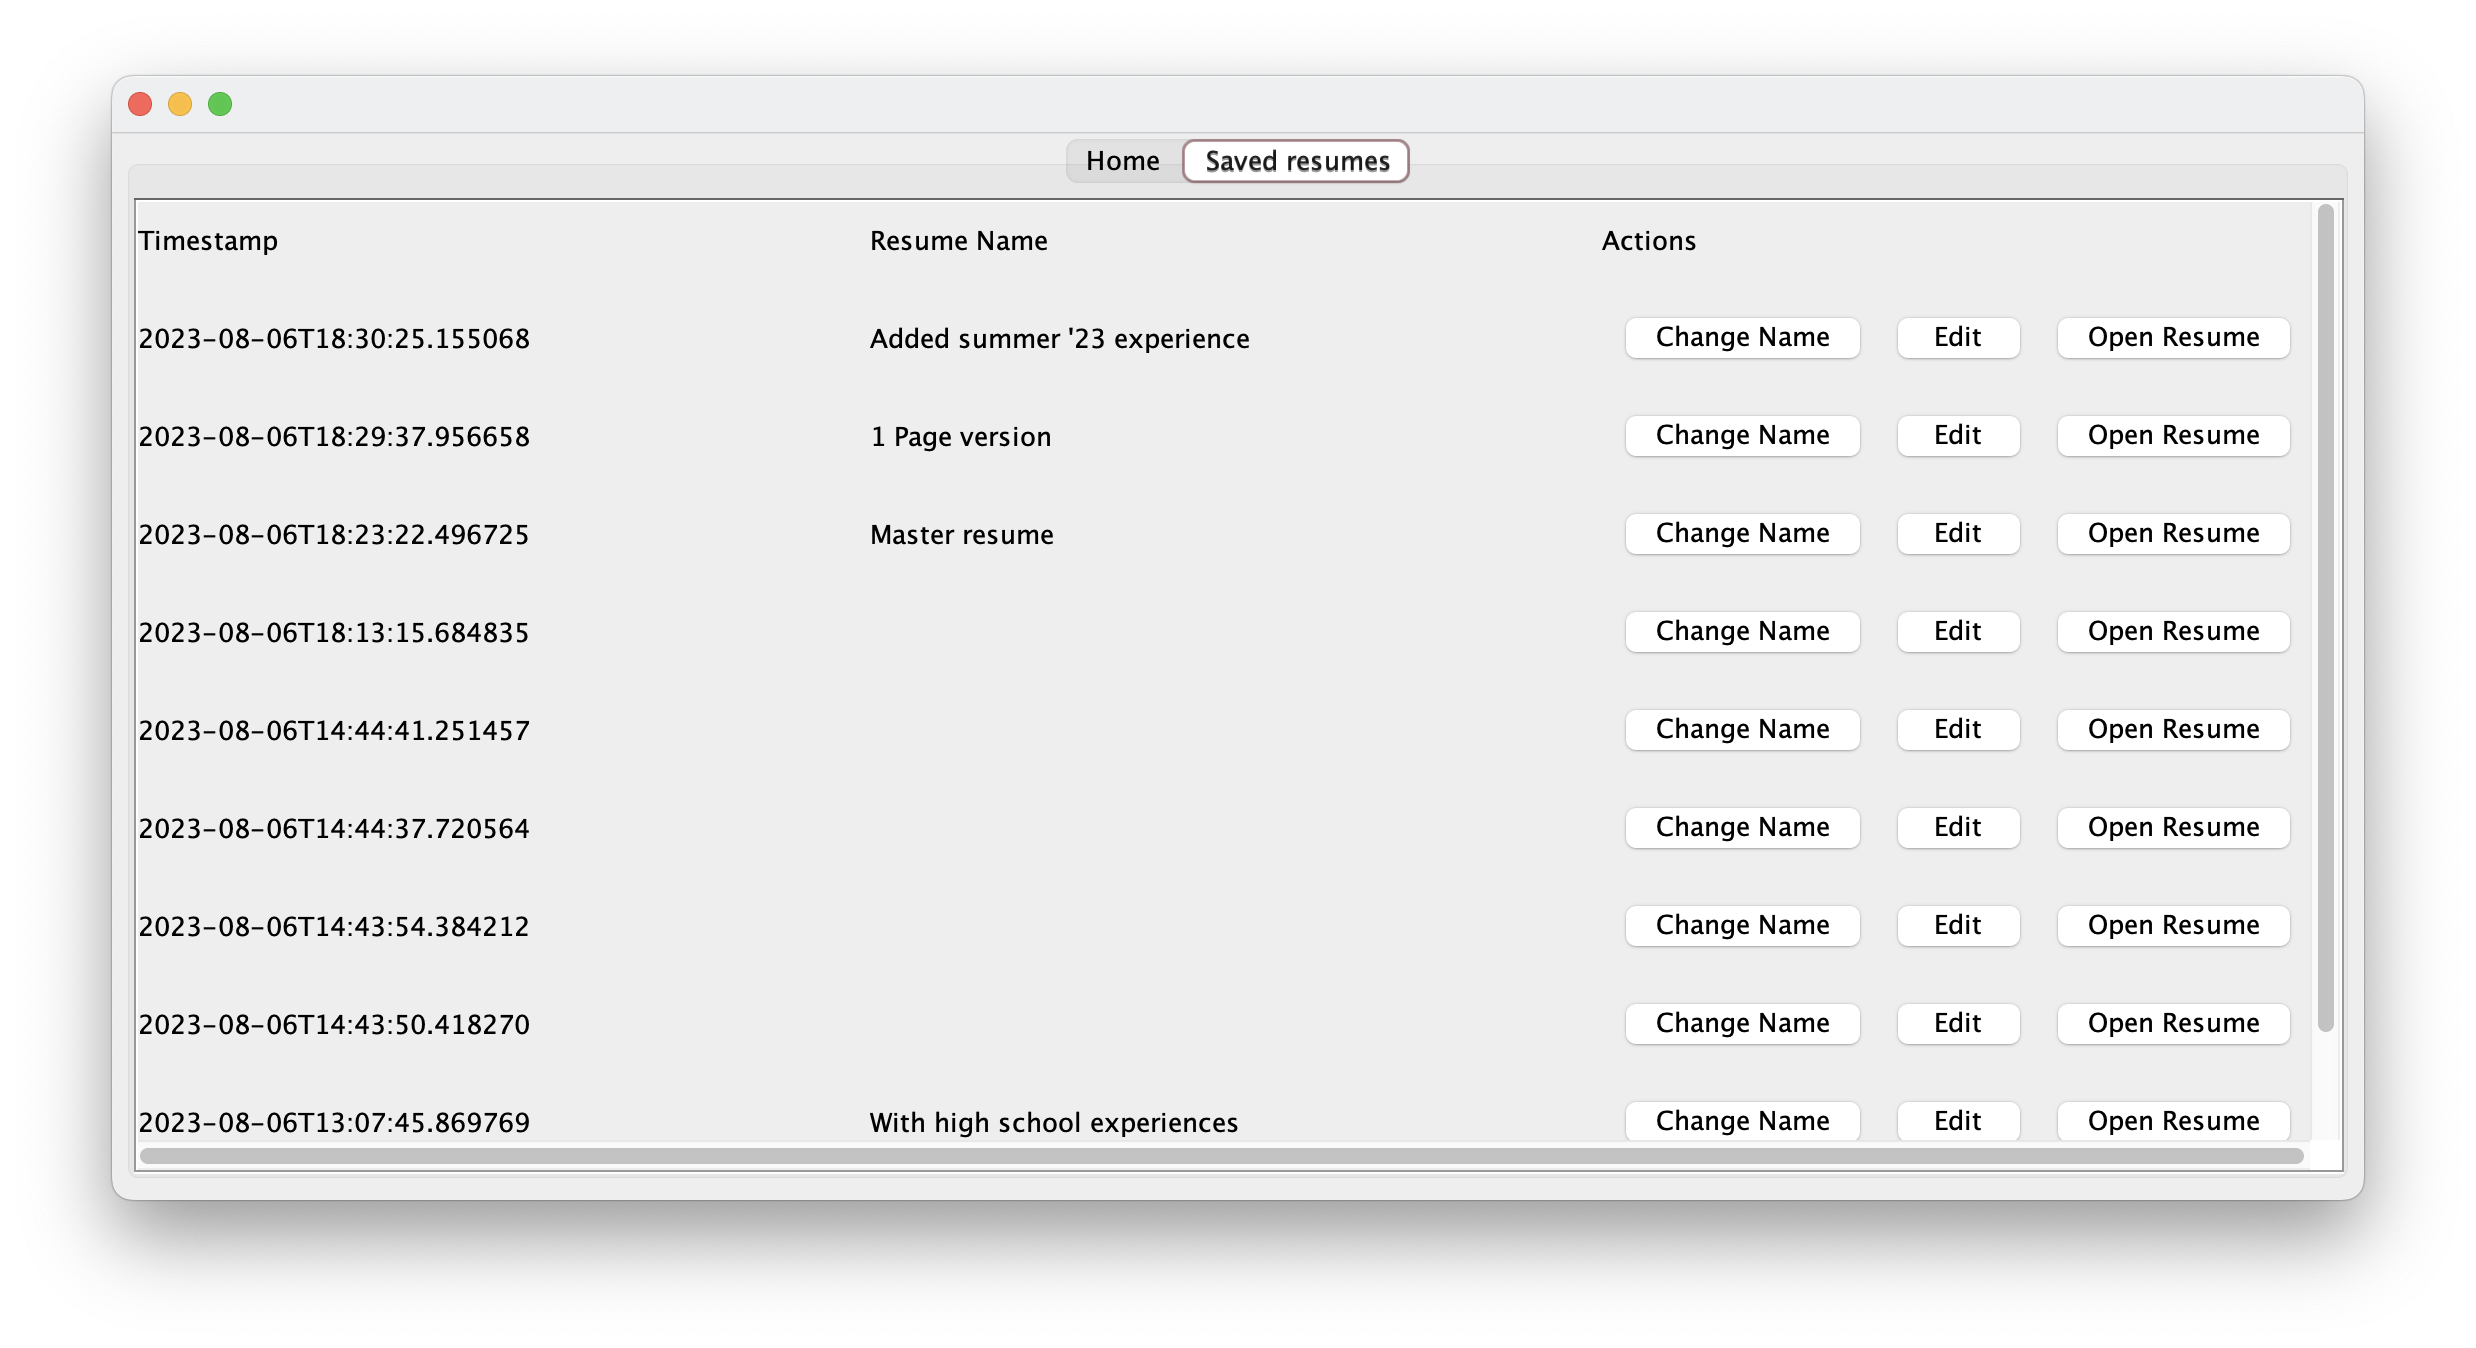 Home Saved resumes
Timestamp Resume Name Actions
2023-08-06T18:30:25.155068 Added summer '23 experience Change Name Edit Open Resume
2023-08-06T18:29:37.956658 1 Page version Change Name Edit Open Resume
2023-08-06T18:23:22.496725 Master resume Change Name Edit Open Resume
2023-08-06T18:13:15.684835 Change Name Edit Open Resume
2023-08-06T14:44:41.251457 Change Name Edit Open Resume
2023-08-06T14:44:37.720564 Change Name Edit Open Resume
2023-08-06T14:43:54.384212 Change Name Edit Open Resume
2023-08-06T14:43:50.418270 Change Name Edit Open Resume
2023-08-06T13:07:45.869769 With high school experiences Change Name Edit Open Resume